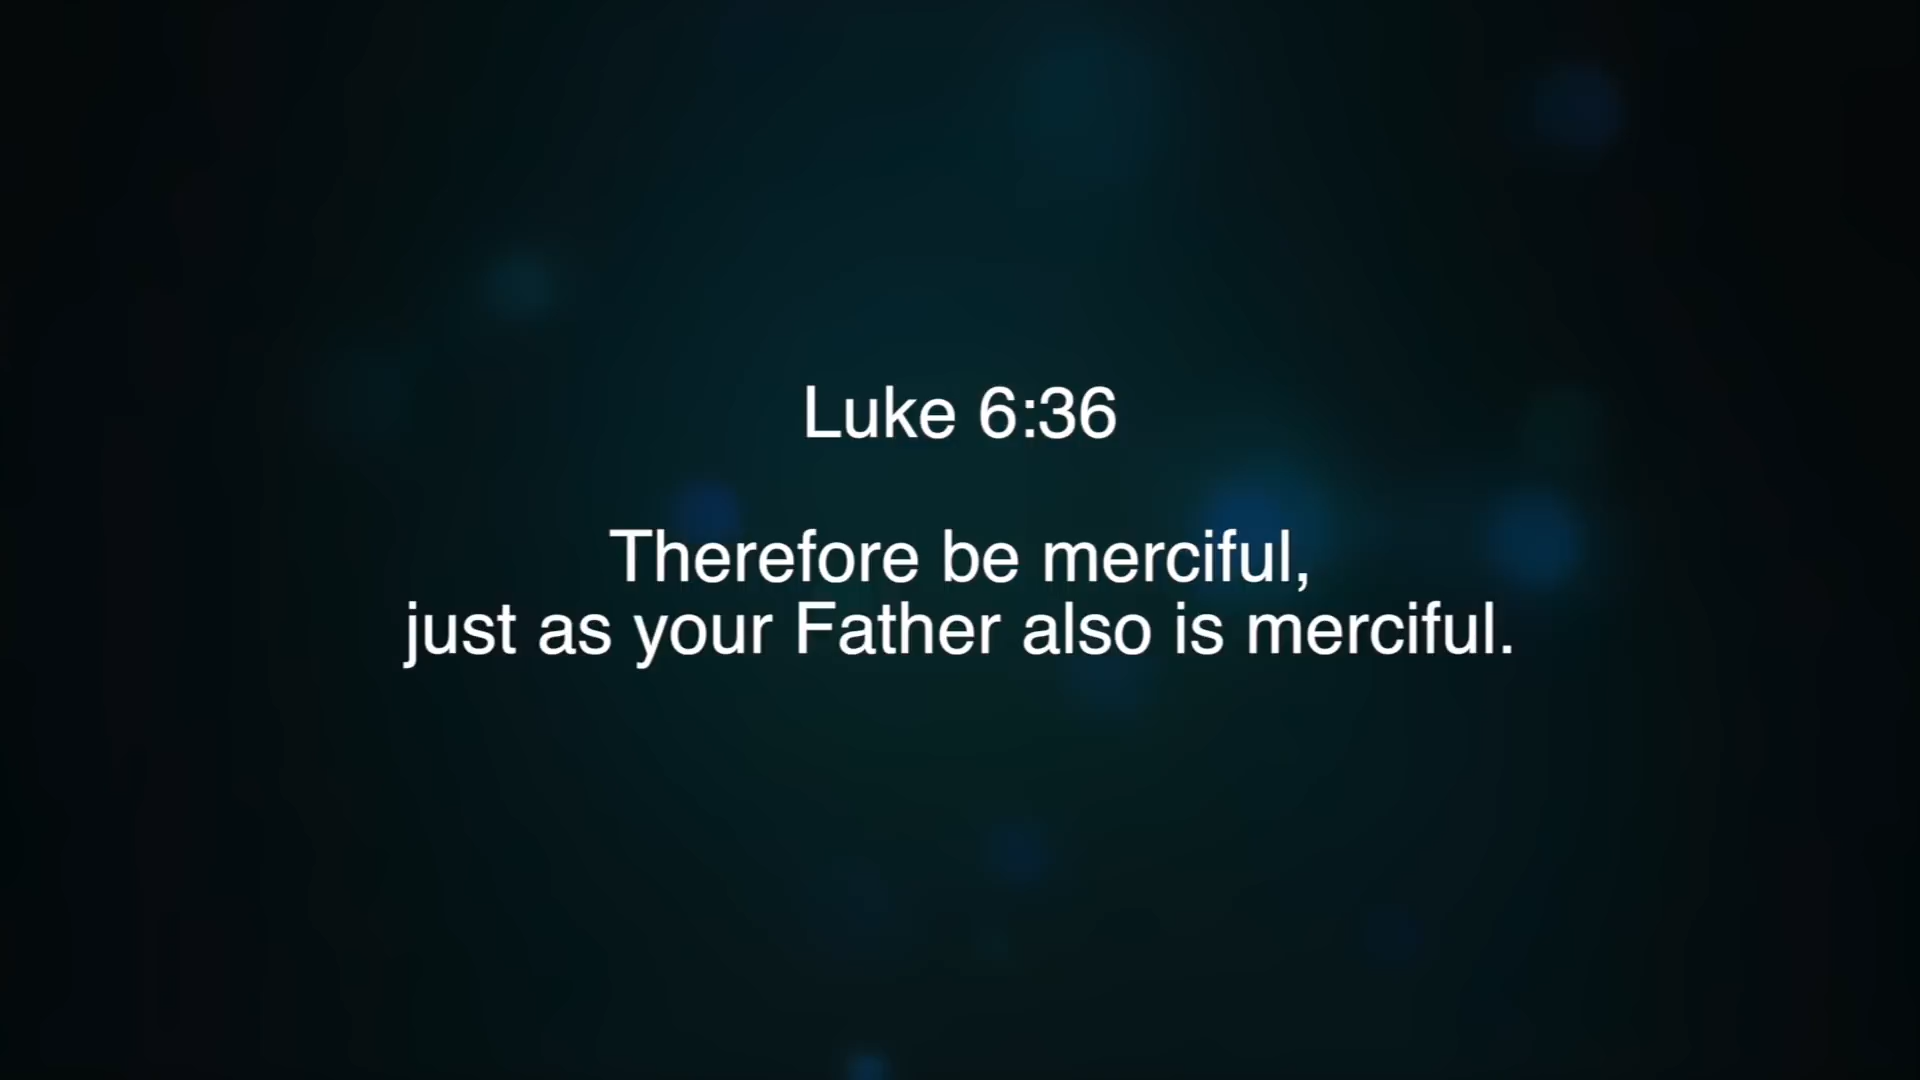 Luke 6:36
Therefore be merciful,
just as your Father also is merciful.